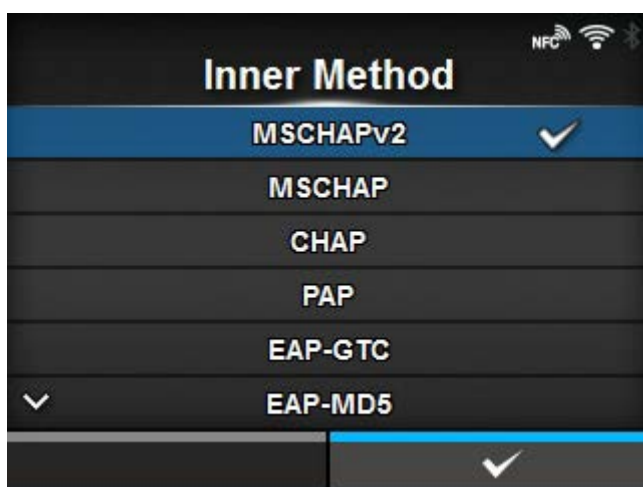 NFC
Inner Method
MSCHAPv2
MSCHAP
CHAP
PAP
EAP-GTC
EAP-MD5